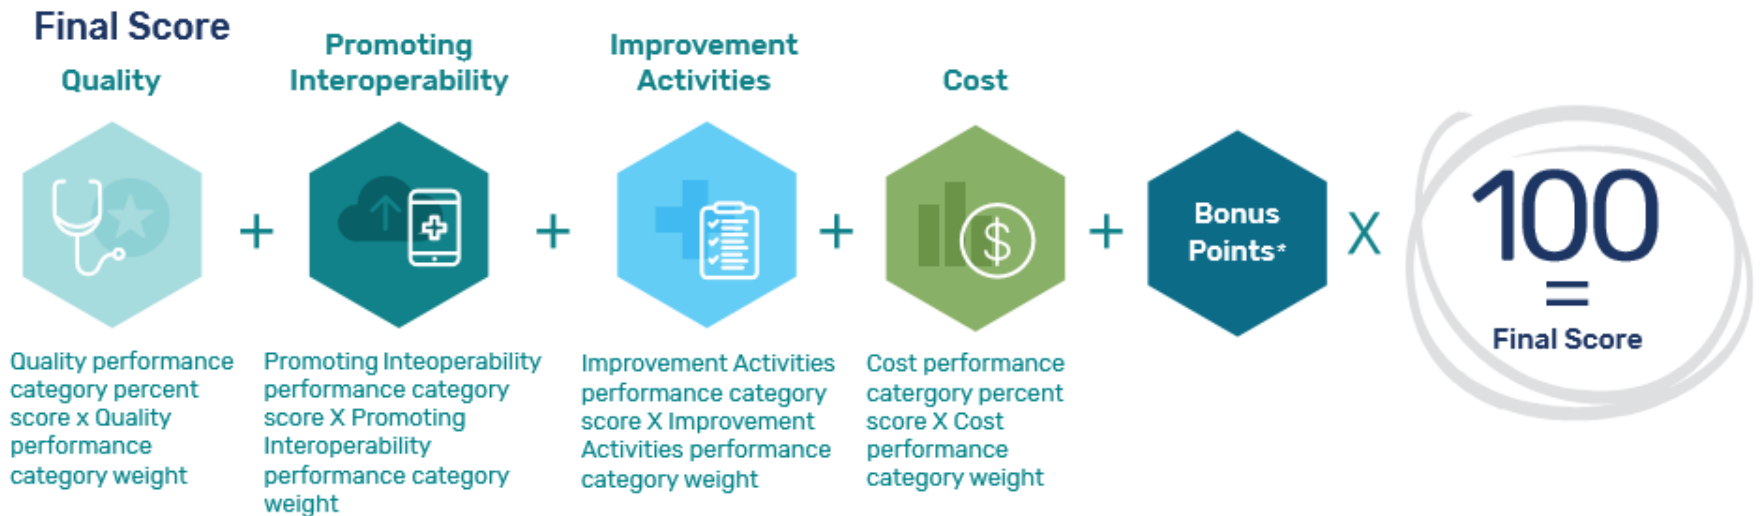 Final Score
Quality
Promoting
Interoperability
Improvement
Activities
Cost
+
+
+
+
Bonus
Points*
X
100
=
Final Score
Quality performance
category percent
score x Quality
performance
category weight
Promoting Inteoperability
performance category
score X Promoting
Interoperability
performance category
weight
Improvement Activities
performance category
score X Improvement
Activities performance
category weight
Cost performance
catergory percent
score X Cost
performance
category weight